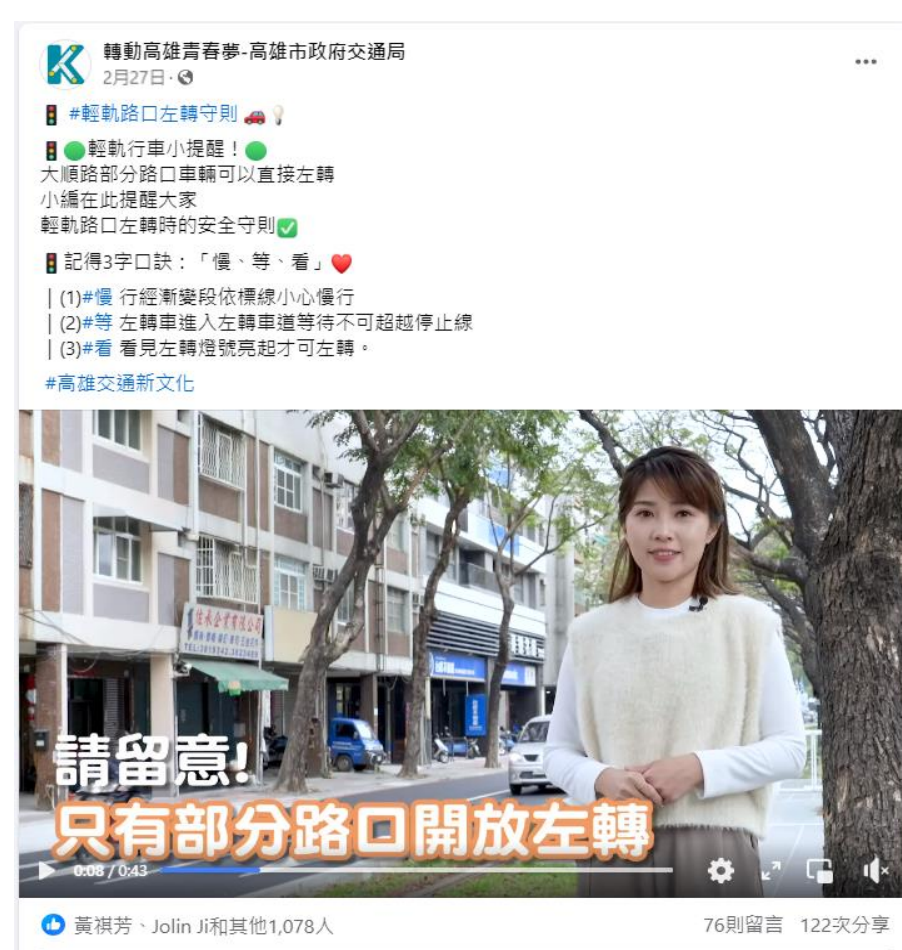 轉動高雄青春夢-高雄市政府交通局
2月27日·
#輕軌路口左轉守則
輕軌行車小提醒！
大順路部分路口車輛可以直接左轉
小編在此提醒大家
輕軌路口左轉時的安全守則
記得3字口訣：「慢、等、看」
| (1)#慢 行經漸變段依標線小心慢行
| (2)#等 左轉車進入左轉車道等待不可超越停止線
| (3)#看 看見左轉燈號亮起才可左轉。
#高雄交通新文化
請留意!
只有部分路口開放左轉
0:08 / 0:43
黃祺芳、Jolin Ji和其他1,078人
76則留言 122次分享